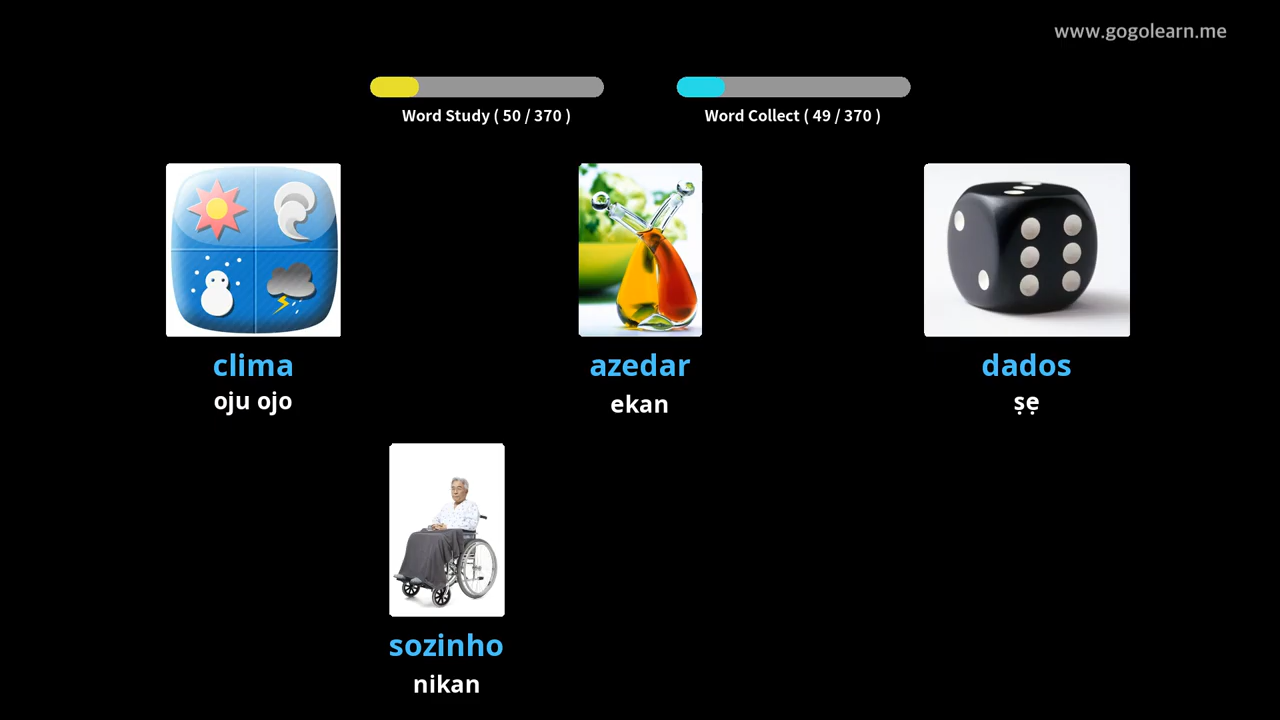 www.gogolearn.me
Word Study ( 50 / 370 )
Word Collect ( 49 / 370 )
clima
oju ojo
azedar
ekan
dados
ṣẹ
sozinho
nikan